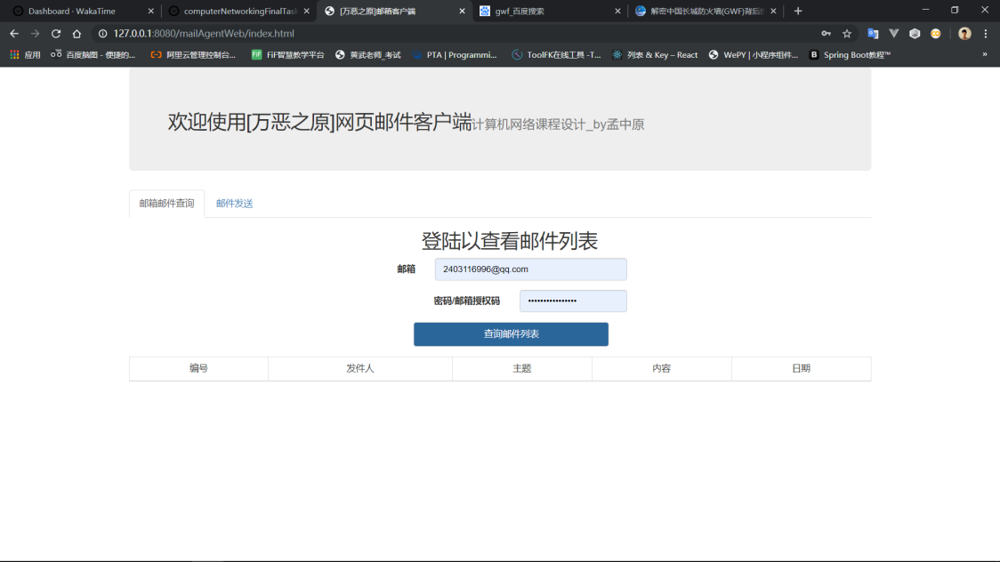 Dashboard · WakaTime
computerNetworkingFinalTask
[万恶之原]邮箱客户端
gwf_百度搜索
解密中国长城防火墙(GWF)背后
127.0.0.1:8080/mailAgentWeb/index.html
应用
百度脑图 - 便捷的...
阿里云管理控制台...
FiF智慧教学平台
黄武老师_考试
PTA | Programmi...
ToolFK在线工具 -T...
列表 & Key – React
WePY | 小程序组件...
Spring Boot教程™
欢迎使用[万恶之原]网页邮件客户端计算机网络课程设计_by孟中原
邮箱邮件查询
邮件发送
登陆以查看邮件列表
邮箱
2403116996@qq.com
密码/邮箱授权码
查询邮件列表
编号
发件人
主题
内容
日期